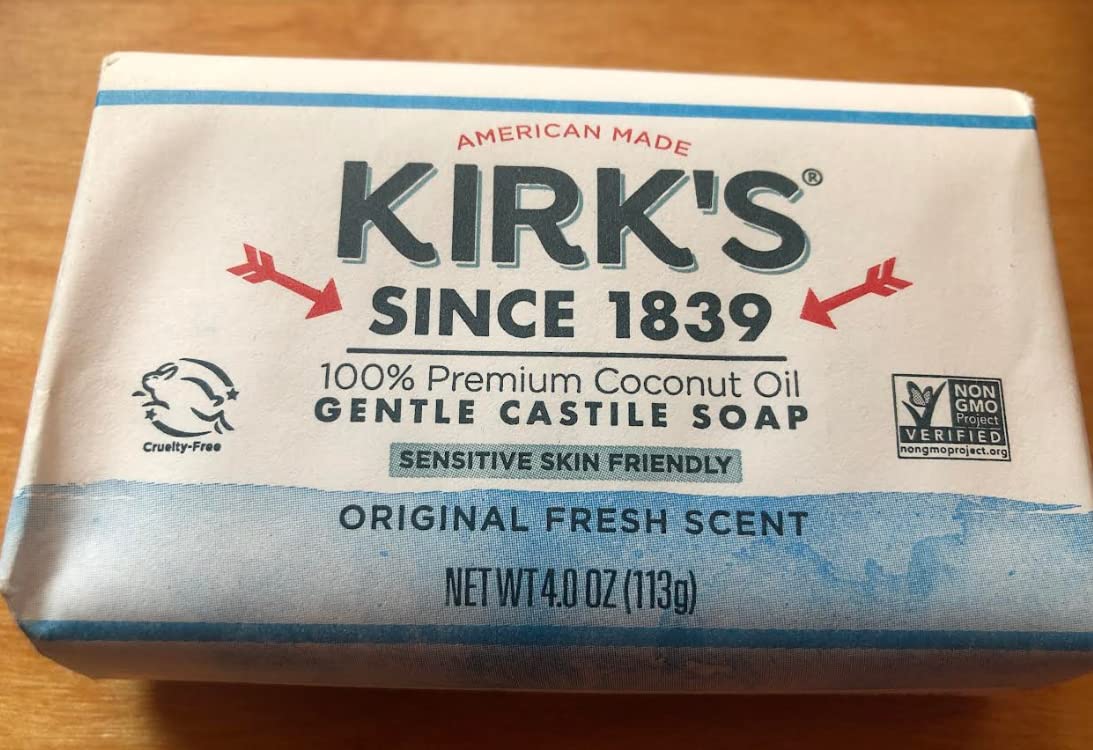 AMERICAN MADE
KIRK'S®
SINCE 1839
100% Premium Coconut Oil
GENTLE CASTILE SOAP
SENSITIVE SKIN FRIENDLY
ORIGINAL FRESH SCENT
NET WT 4.0 OZ (113g)
Cruelty-Free
NON
GMO
Project
VERIFIED
nongmoproject.org